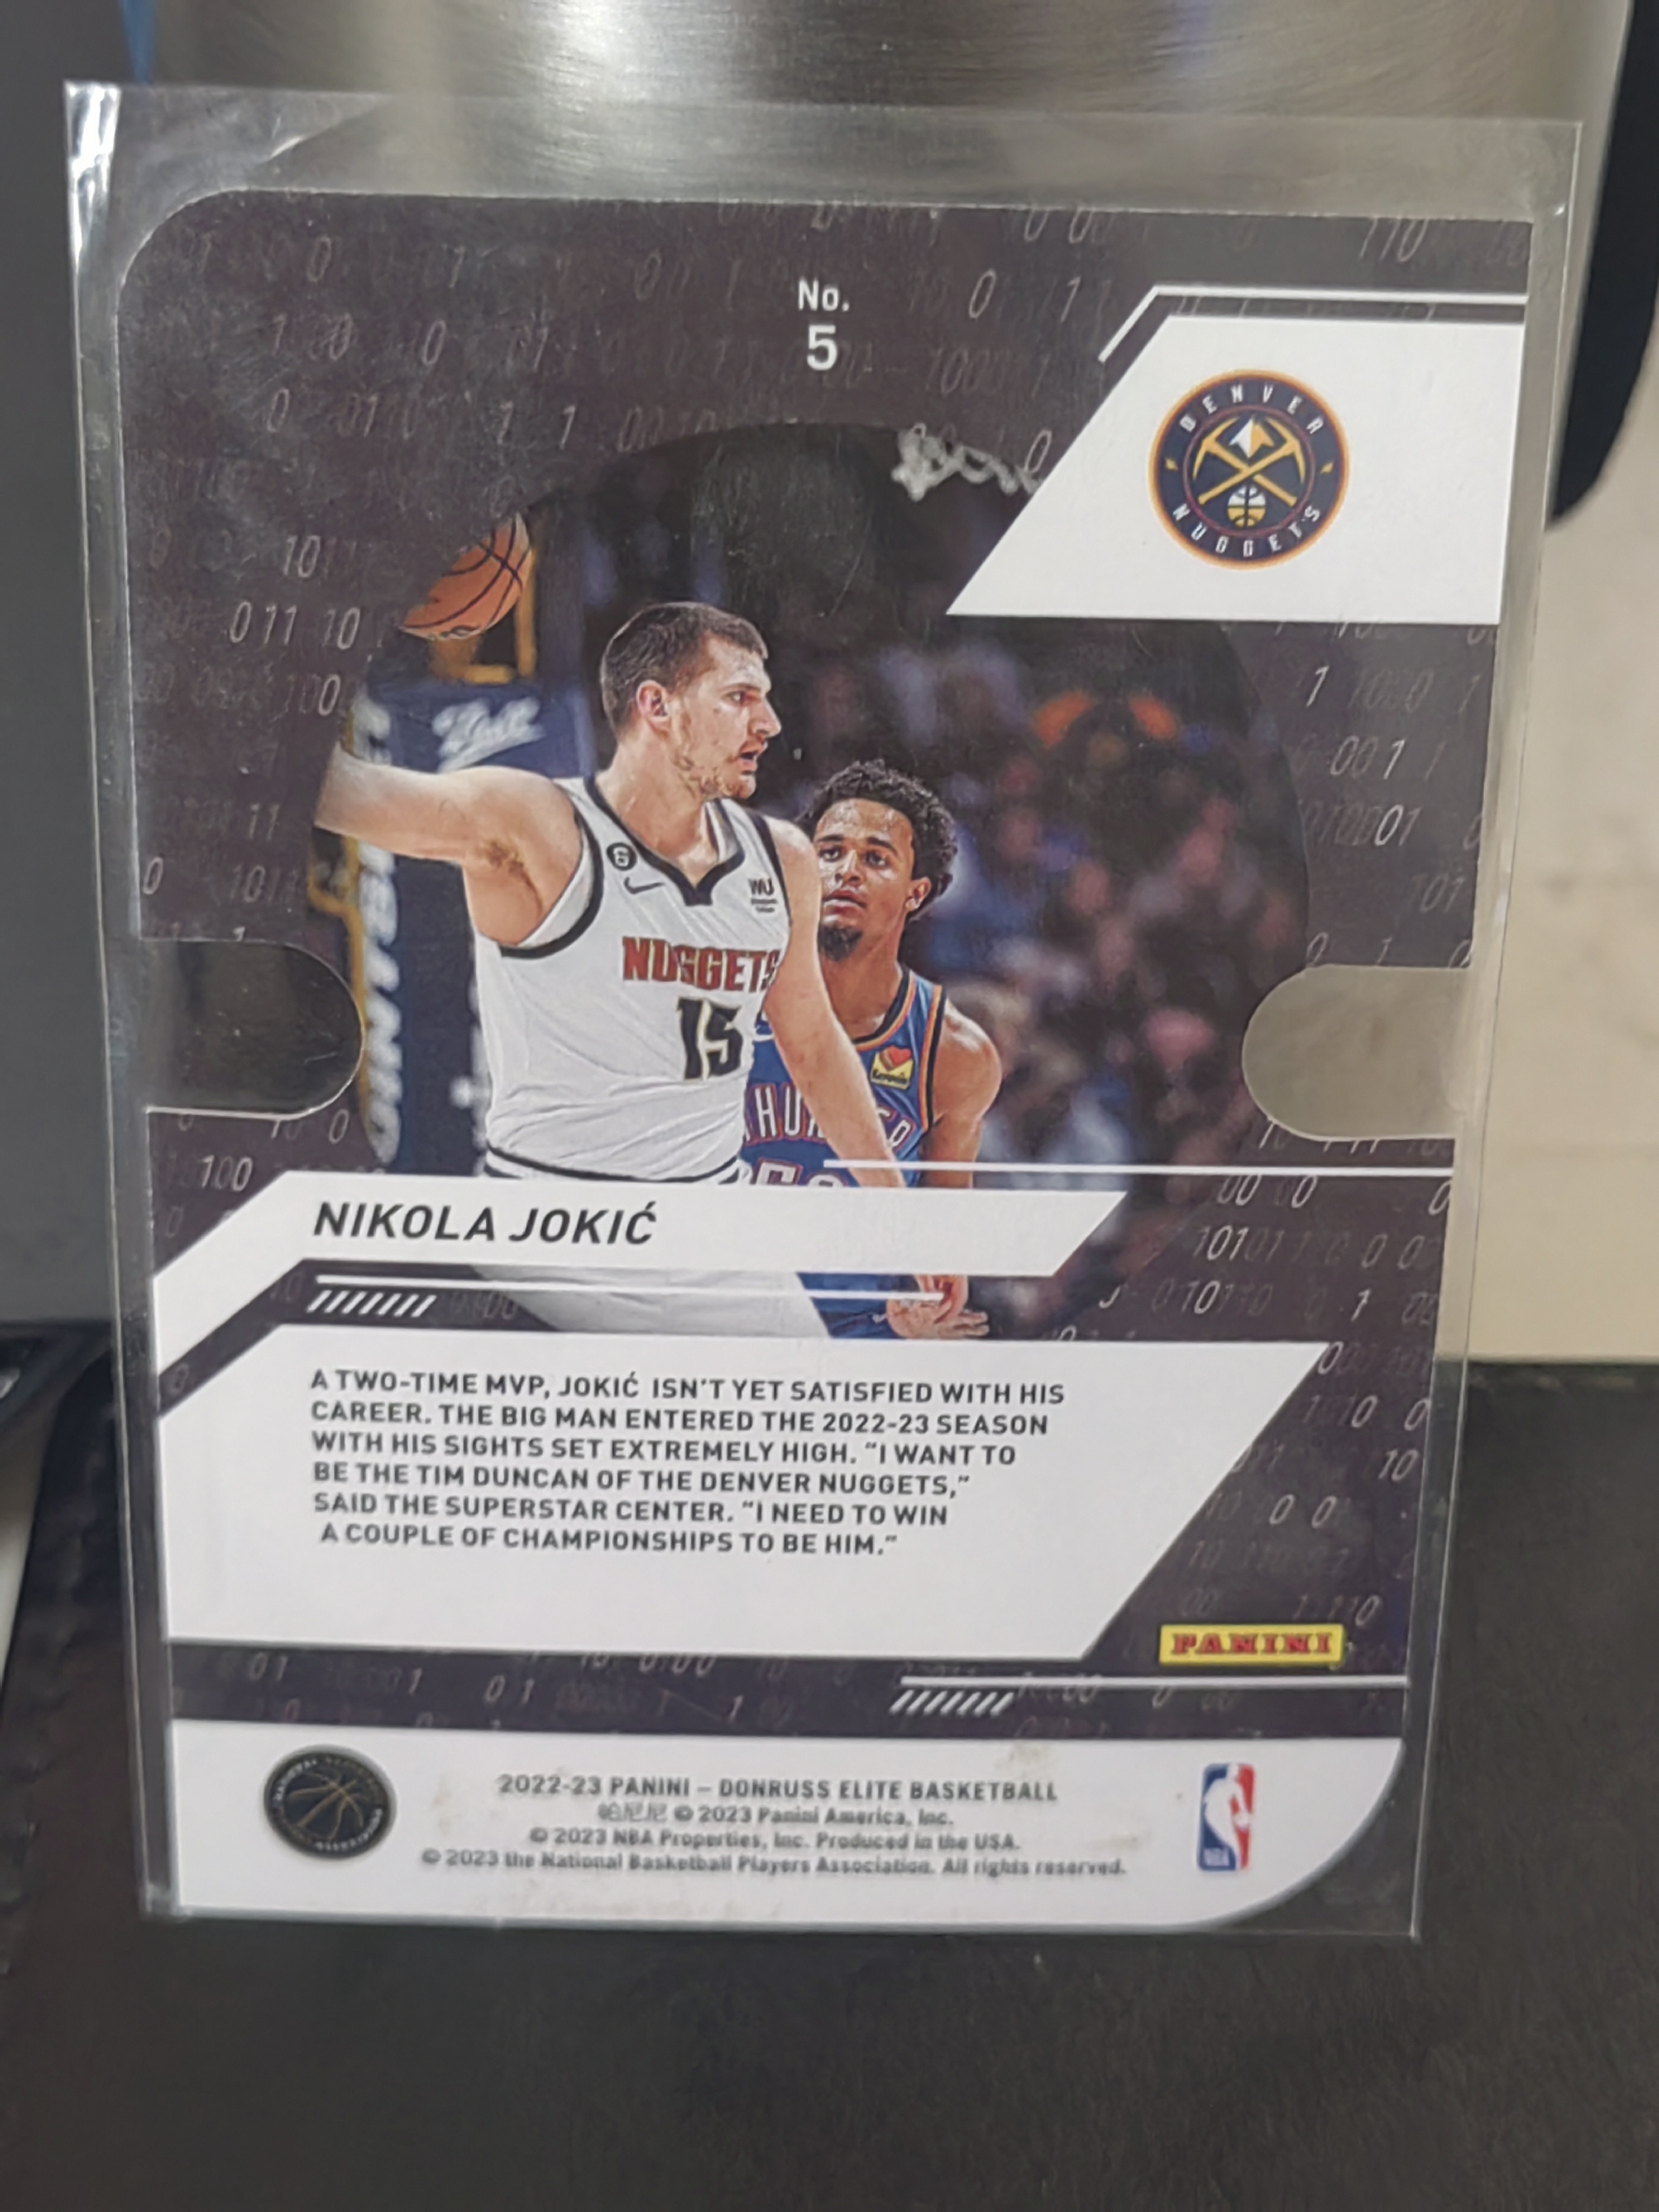 No.
5
DENVER
NUGGETS
6
WU
NUGGETS
15
NIKOLA JOKIĆ
A TWO-TIME MVP, JOKIĆ ISN'T YET SATISFIED WITH HIS
CAREER. THE BIG MAN ENTERED THE 2022-23 SEASON
WITH HIS SIGHTS SET EXTREMELY HIGH. "I WANT TO
BE THE TIM DUNCAN OF THE DENVER NUGGETS,"
SAID THE SUPERSTAR CENTER. "I NEED TO WIN
A COUPLE OF CHAMPIONSHIPS TO BE HIM."
PANINI
2022-23 PANINI – DONRUSS ELITE BASKETBALL
帕尼尼 © 2023 Panini America, Inc.
© 2023 NBA Properties, Inc. Produced in the USA.
© 2023 the National Basketball Players Association. All rights reserved.
NBA